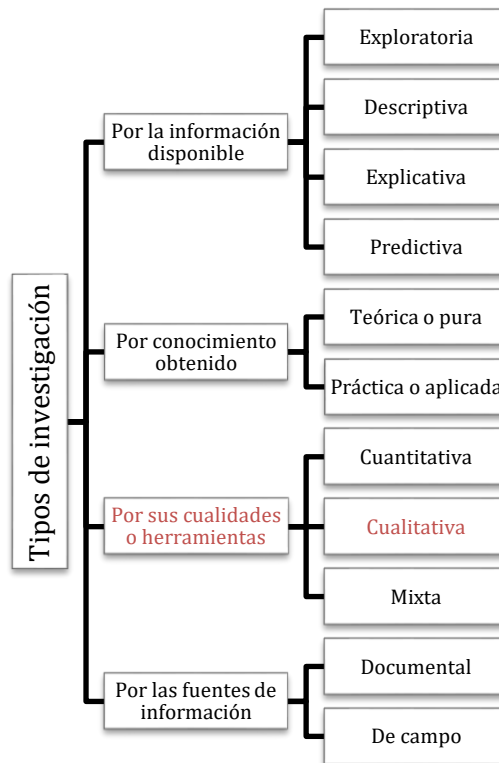 Tipos de investigación
Por la información
disponible
Exploratoria
Descriptiva
Explicativa
Predictiva
Por conocimiento
obtenido
Teórica o pura
Práctica o aplicada
Por sus cualidades
o herramientas
Cuantitativa
Cualitativa
Mixta
Por las fuentes de
información
Documental
De campo